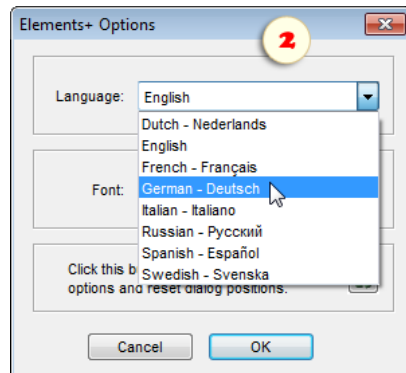 Elements+ Options
2
Language: English
Dutch - Nederlands
English
French - Français
Font: German - Deutsch
Italian - Italiano
Russian - Русский
Spanish - Español
Click this b
Swedish - Svenska
options and reset dialog positions.
Cancel OK